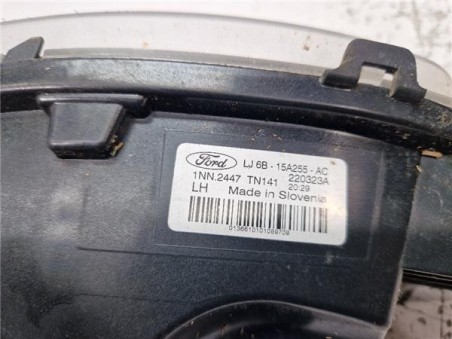 Ford LJ6B - 15A255 - AC
1NN.2447 TN141 220323A
20:29
LH Made in Slovenia